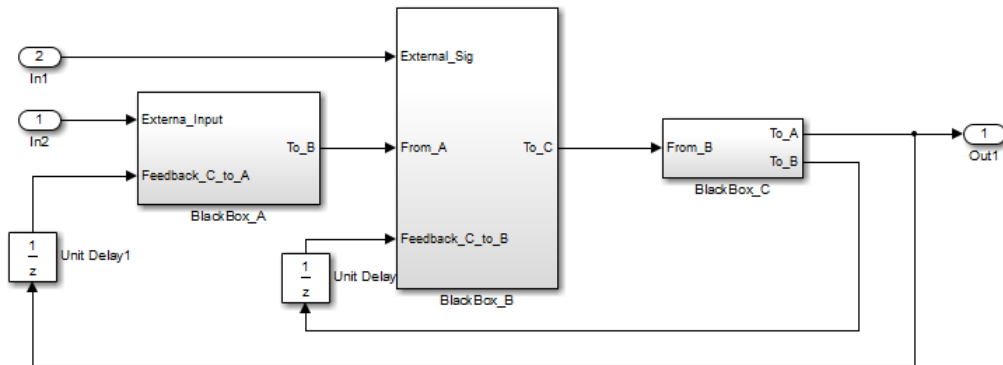 2
In1
1
In2
Externa_Input
To_B
Feedback_C_to_A
BlackBox_A
1
z
Unit Delay1
External_Sig
From_A
To_C
Feedback_C_to_B
BlackBox_B
1
z
Unit Delay
From_B
To_A
To_B
BlackBox_C
1
Out1